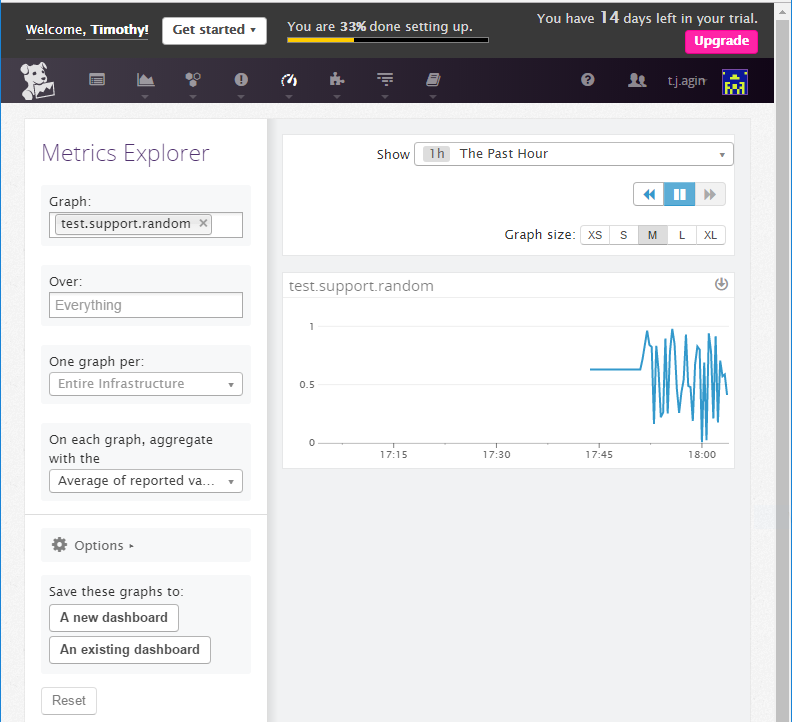 Welcome, Timothy!
Get started ▾
You are 33% done setting up.
You have 14 days left in your trial.
Upgrade
t.j.agin
Metrics Explorer
Graph:
test.support.random ×
Over:
Everything
One graph per:
Entire Infrastructure
On each graph, aggregate
with the
Average of reported va...
Options ▸
Save these graphs to:
A new dashboard
An existing dashboard
Reset
Show 1h The Past Hour
Graph size: XS S M L XL
test.support.random
1
0.5
0
17:15 17:30 17:45 18:00